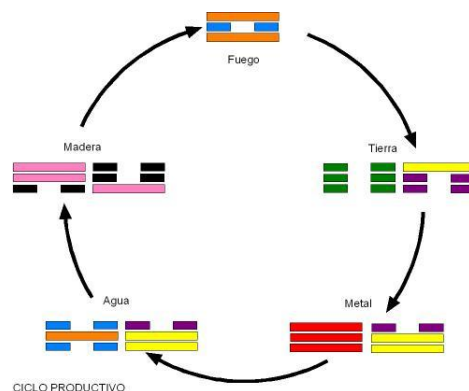 Fuego
Madera
Tierra
Agua
Metal
CICLO PRODUCTIVO